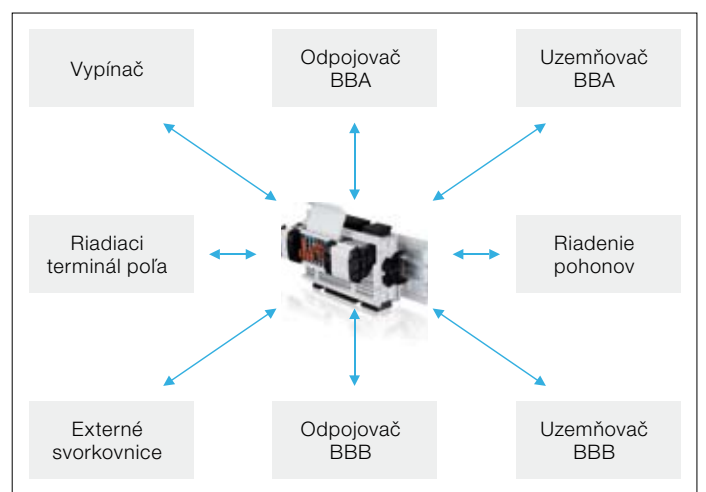 Vypínač
Odpojovač
BBA
Uzemňovač
BBA
Riadiaci
terminál poľa
Riadenie
pohonov
Externé
svorkovnice
Odpojovač
BBB
Uzemňovač
BBB